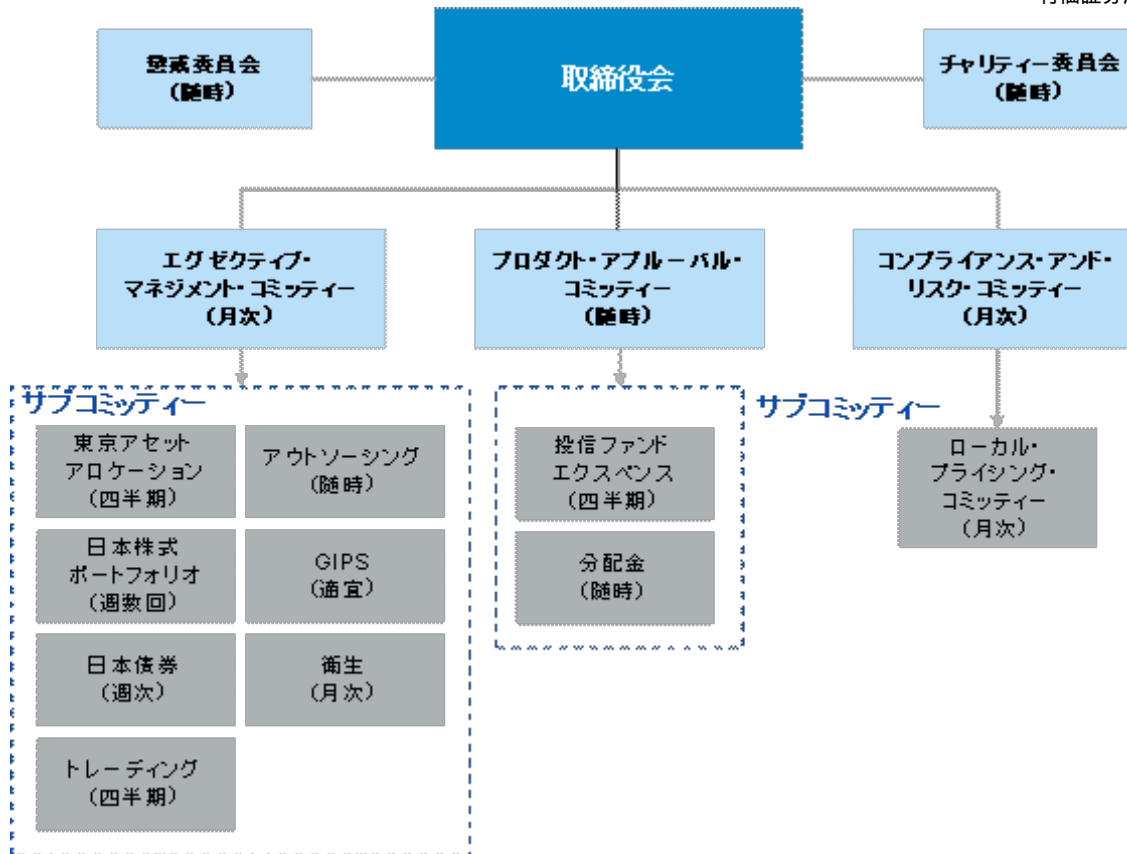 懲戒委員会
(随時)
取締役会
チャリティー委員会
(随時)
エグゼクティブ・
マネジメント・コミッティー
(月次)
プロダクト・アプルーバル・
コミッティー
(随時)
コンプライアンス・アンド・
リスク・コミッティー
(月次)
サブコミッティー
東京アセット
アロケーション
(四半期)
アウトソーシング
(随時)
日本株式
ポートフォリオ
(週数回)
GIPS
(適宜)
日本債券
(週次)
衛生
(月次)
トレーディング
(四半期)
投信ファンド
エクスペンス
(四半期)
分配金
(随時)
サブコミッティー
ローカル・
プライシング・
コミッティー
(月次)